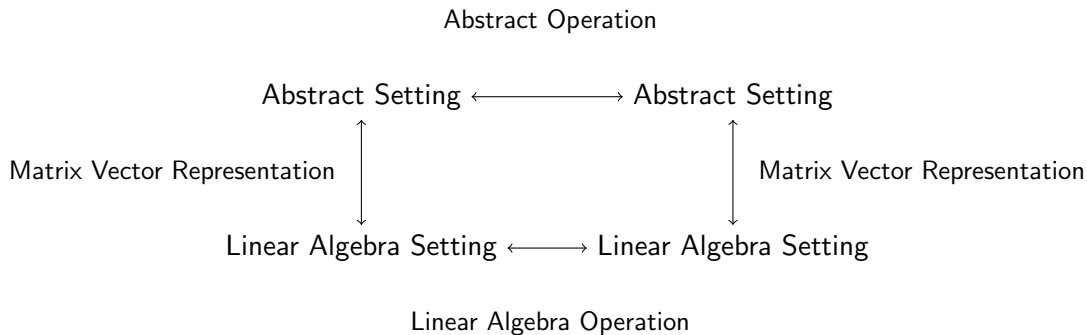 Abstract Operation
Abstract Setting Abstract Setting
Matrix Vector Representation Matrix Vector Representation
Linear Algebra Setting Linear Algebra Setting
Linear Algebra Operation